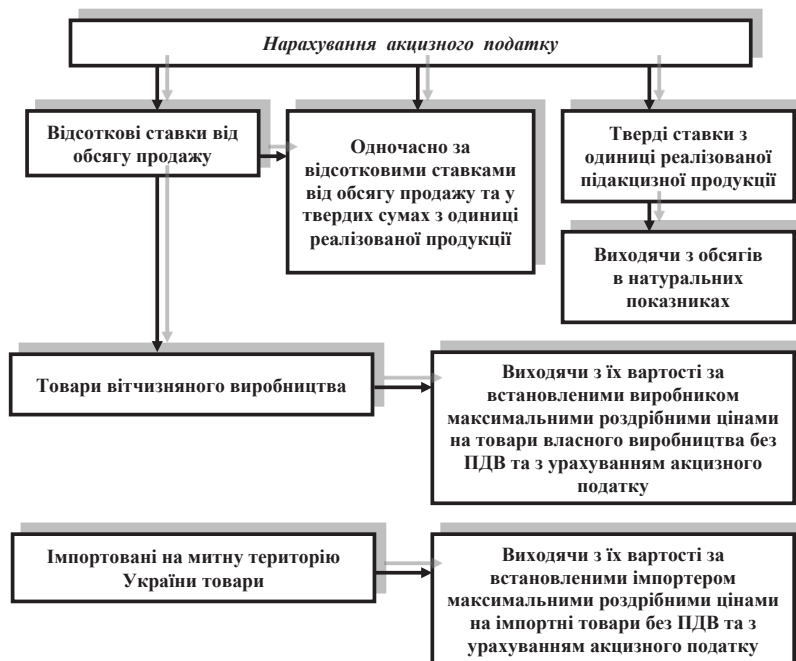 Нарахування акцизного податку
Відсоткові ставки від
обсягу продажу
Одночасно за
відсотковими ставками
від обсягу продажу та у
твердих сумах з одиниці
реалізованої продукції
Тверді ставки з
одиниці реалізованої
підакцизної продукції
Виходячи з обсягів
в натуральних
показниках
Товари вітчизняного виробництва
Виходячи з їх вартості за
встановленими виробником
максимальними роздрібними цінами
на товари власного виробництва без
ПДВ та з урахуванням акцизного
податку
Імпортовані на митну територію
України товари
Виходячи з їх вартості за
встановленими імпортером
максимальними роздрібними цінами
на імпортні товари без ПДВ та з
урахуванням акцизного податку